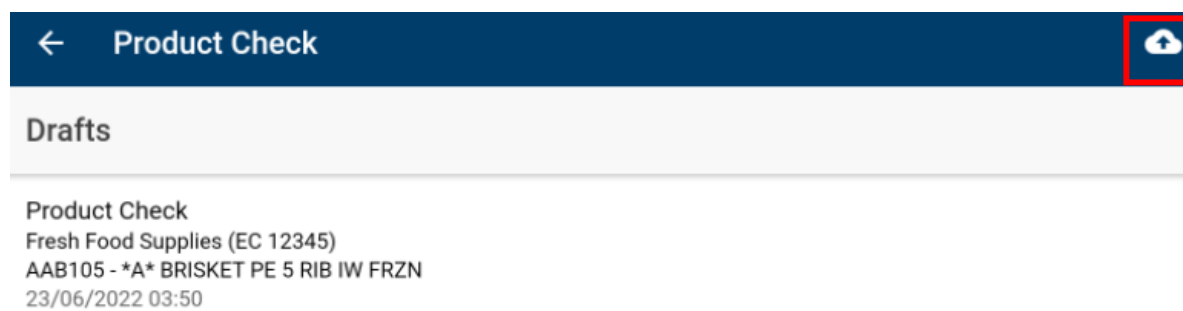 Product Check
Drafts
Product Check
Fresh Food Supplies (EC 12345)
AAB105 - *A* BRISKET PE 5 RIB IW FRZN
23/06/2022 03:50